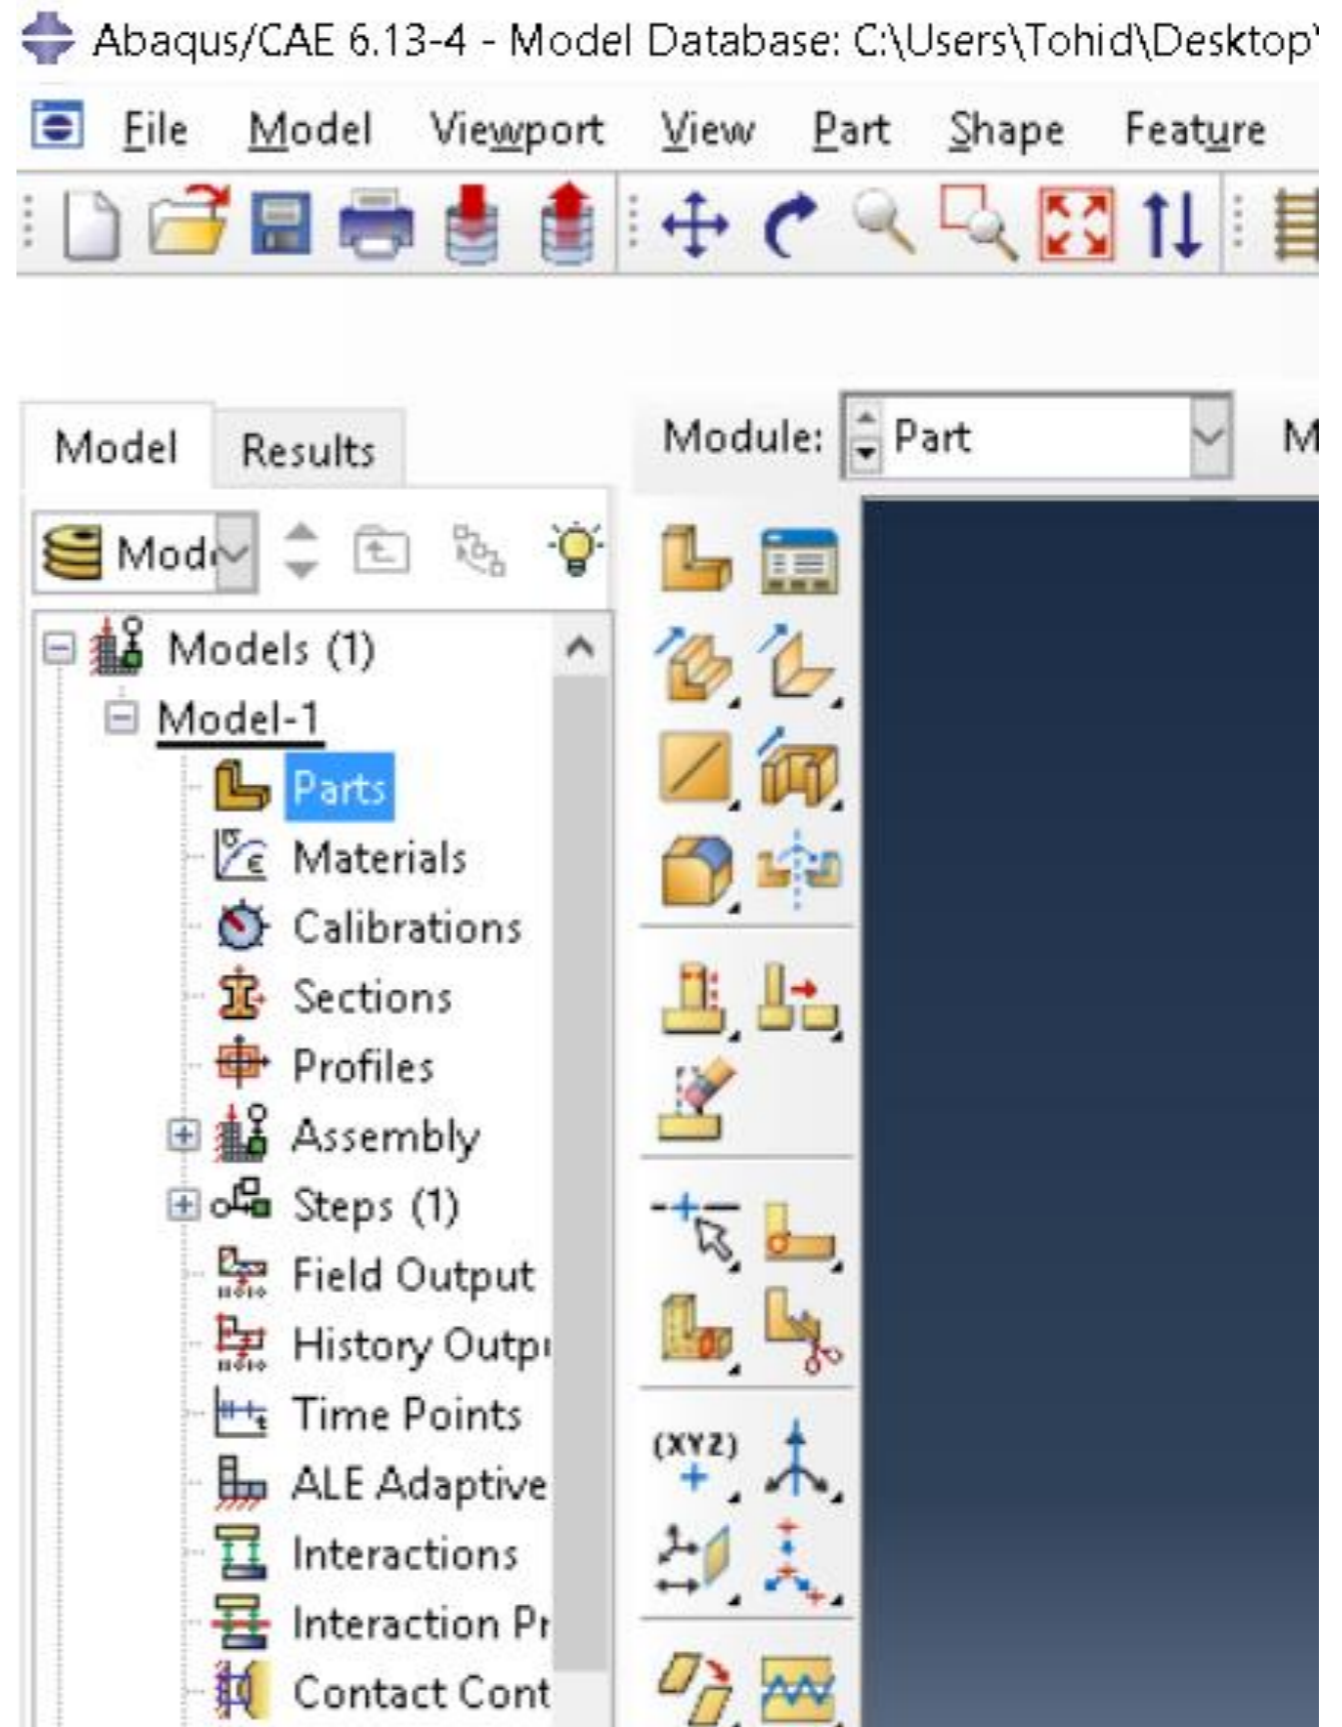 Abaqus/CAE 6.13-4 - Model Database: C:\Users\Tohid\Desktop\
File Model Viewport View Part Shape Feature
Model Results
Module: Part M
Mod
Models (1)
Model-1
Parts
Materials
Calibrations
Sections
Profiles
Assembly
Steps (1)
Field Output
History Outp
Time Points
ALE Adaptive
Interactions
Interaction Pr
Contact Cont
(XYZ)